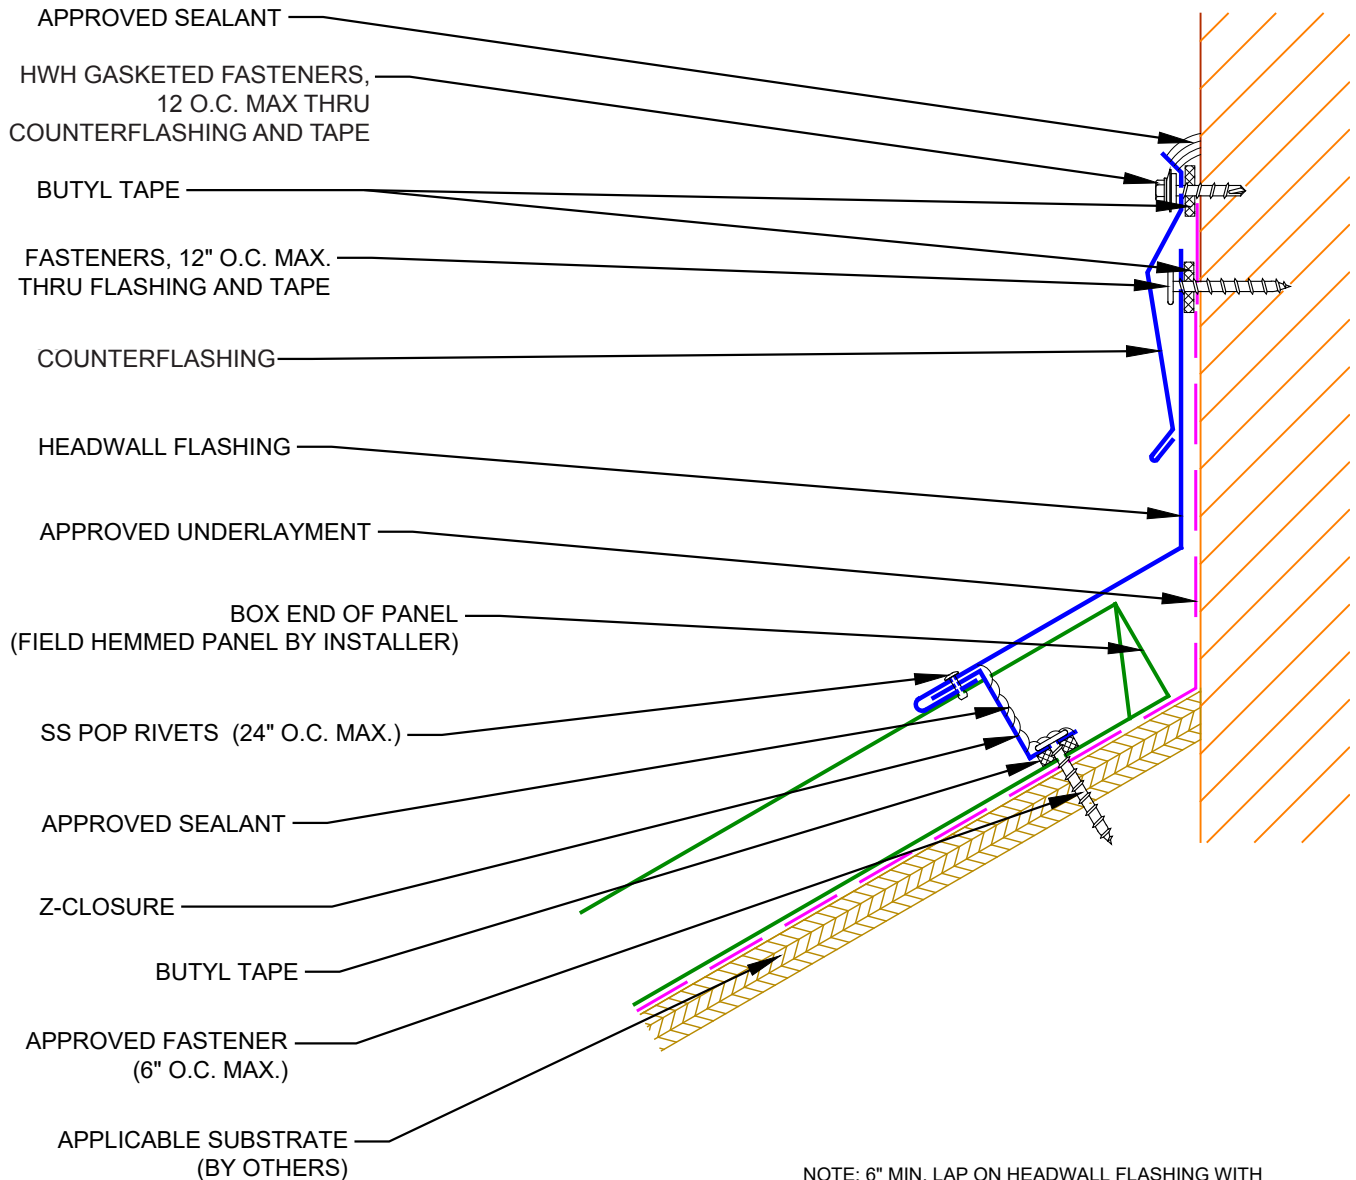 APPROVED SEALANT
HWH GASKETED FASTENERS,
12 O.C. MAX THRU
COUNTERFLASHING AND TAPE
BUTYL TAPE
FASTENERS, 12" O.C. MAX.
THRU FLASHING AND TAPE
COUNTERFLASHING
HEADWALL FLASHING
APPROVED UNDERLAYMENT
BOX END OF PANEL
(FIELD HEMMED PANEL BY INSTALLER)
SS POP RIVETS (24" O.C. MAX.)
APPROVED SEALANT
Z-CLOSURE
BUTYL TAPE
APPROVED FASTENER
(6" O.C. MAX.)
APPLICABLE SUBSTRATE
(BY OTHERS)
NOTE: 6" MIN. LAP ON HEADWALL FLASHING WITH